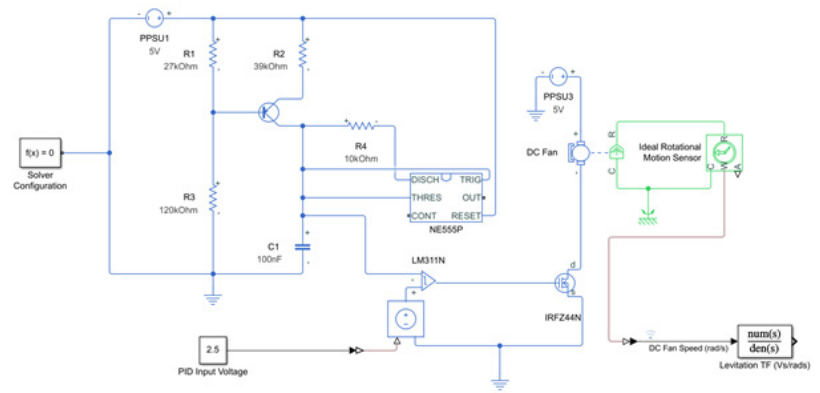 PPSU1
5V
R1
27kOhm
R2
39kOhm
PPSU3
5V
f(x) = 0
Solver
Configuration
R4
10kOhm
DC Fan
R
C
Ideal Rotational
Motion Sensor
R
C
W
A
R3
120kOhm
DISCH
TRIG
THRES
OUT
CONT
RESET
NE555P
C1
100nF
LM311N
d
s
IRFZ44N
2.5
PID Input Voltage
DC Fan Speed (rad/s)
num(s)
den(s)
Levitation TF (Vs/rads)